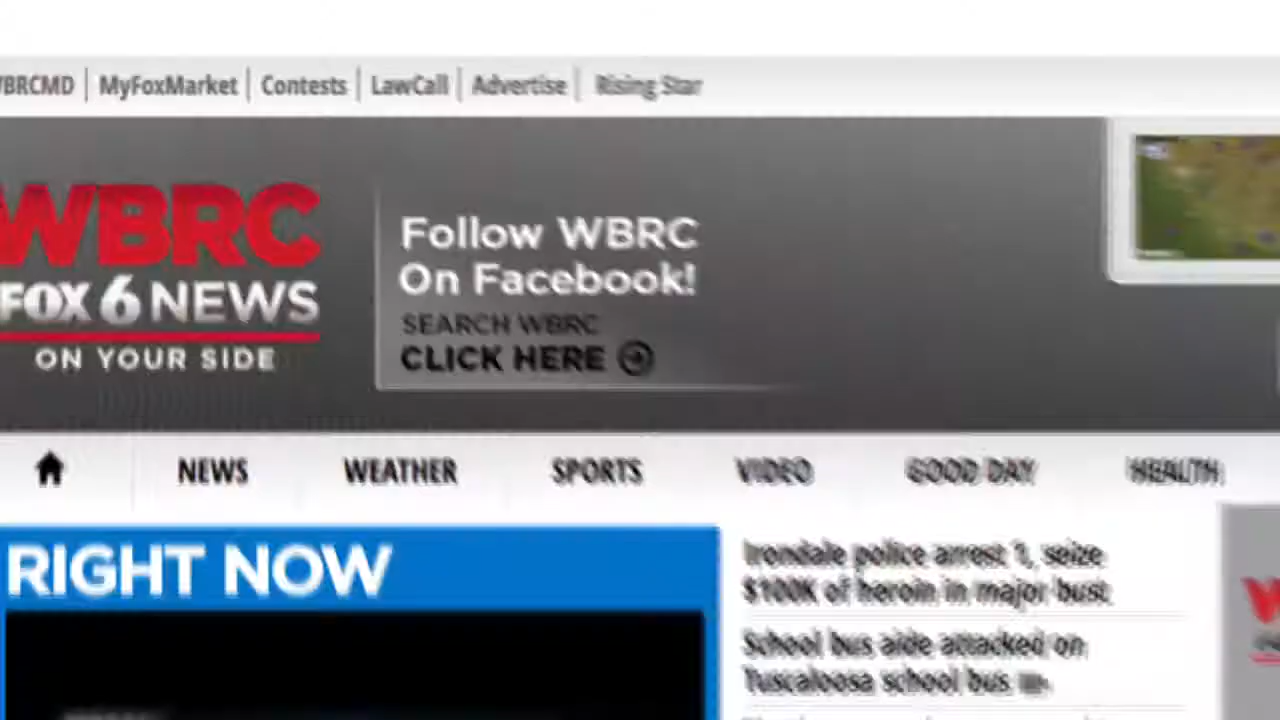 WBRCMD MyFoxMarket Contests LawCall Advertise Rising Star
WBRC
FOX 6 NEWS
ON YOUR SIDE
Follow WBRC
On Facebook!
SEARCH WBRC
CLICK HERE
NEWS WEATHER SPORTS VIDEO GOOD DAY HEALTH
RIGHT NOW
Irondale police arrest 1, seize
$100K of heroin in major bust
School bus aide attacked on
Tuscaloosa school bus